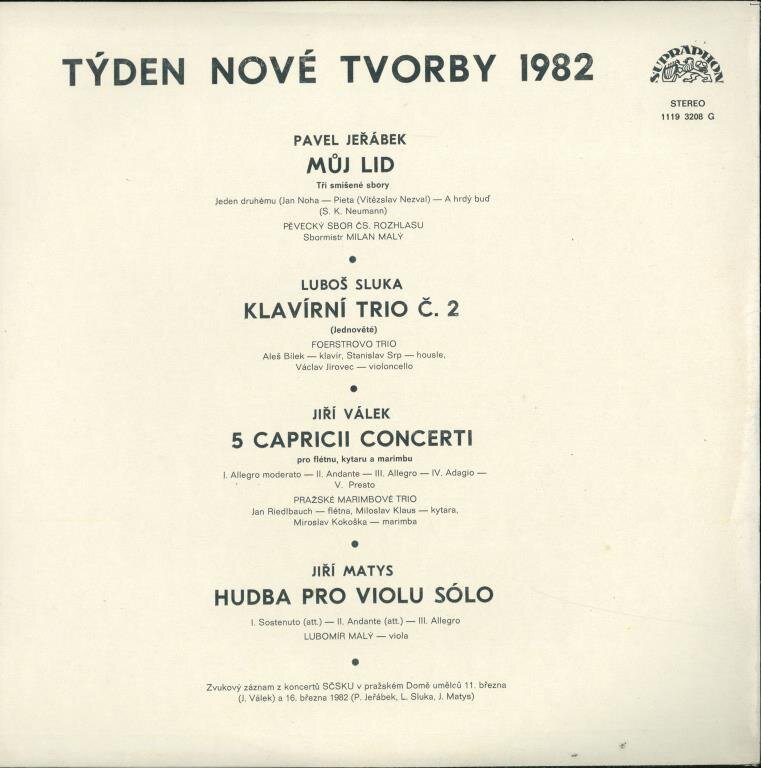 TÝDEN NOVÉ TVORBY 1982
SUPRAPHON
STEREO
1119 3208 G
PAVEL JEŘÁBEK
MŮJ LID
Tři smíšené sbory
Jeden druhému (Jan Noha — Pieta (Vítězslav Nezval) — A hrdý buď
(S. K. Neumann)
PĚVECKÝ SBOR ČS. ROZHLASU
Sbormistr MILAN MALÝ
LUBOŠ SLUKA
KLAVÍRNÍ TRIO Č. 2
(Jednověté)
FOERSTROVO TRIO
Aleš Bílek — klavír, Stanislav Srp — housle,
Václav Jirovec — violoncello
JIŘÍ VÁLEK
5 CAPRICII CONCERTI
pro flétnu, kytaru a marimbu
I. Allegro moderato — II. Andante — III. Allegro — IV. Adagio —
V. Presto
PRAŽSKÉ MARIMBOVÉ TRIO
Jan Riedlbauch — flétna, Miloslav Klaus — kytara,
Miroslav Kokoška — marimba
JIŘÍ MATYS
HUDBA PRO VIOLU SÓLO
I. Sostenuto (att.) — II. Andante (att.) — III. Allegro
LUBOMÍR MALÝ — viola
Zvukový záznam z koncertů SČSKU v pražském Domě umělců 11. března
(J. Válek) a 16. března 1982 (P. Jeřábek, L. Sluka, J. Matys)